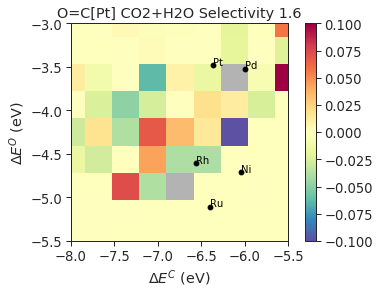 O=C[Pt] CO2+H2O Selectivity 1.6
−3.0
−3.5
−4.0
−4.5
−5.0
−5.5
ΔE^O (eV)
Pt
Pd
Rh
Ni
Ru
−8.0 −7.5 −7.0 −6.5 −6.0 −5.5
ΔE^C (eV)
0.100
0.075
0.050
0.025
0.000
−0.025
−0.050
−0.075
−0.100